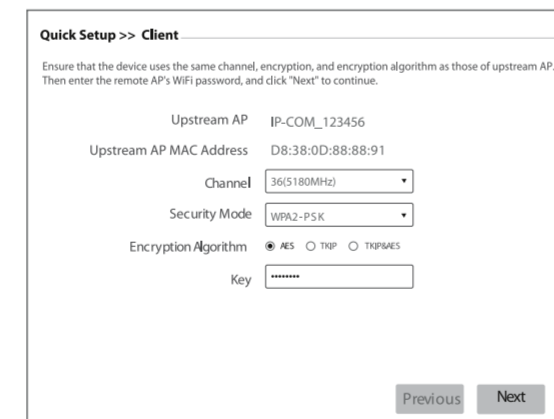 Quick Setup >> Client
Ensure that the device uses the same channel, encryption, and encryption algorithm as those of upstream AP.
Then enter the remote AP's WiFi password, and click "Next" to continue.
Upstream AP IP-COM_123456
Upstream AP MAC Address D8:38:0D:88:88:91
Channel 36(5180MHz)
Security Mode WPA2-PSK
Encryption Algorithm AES TKIP TKIP&AES
Key ••••••••
Previous Next